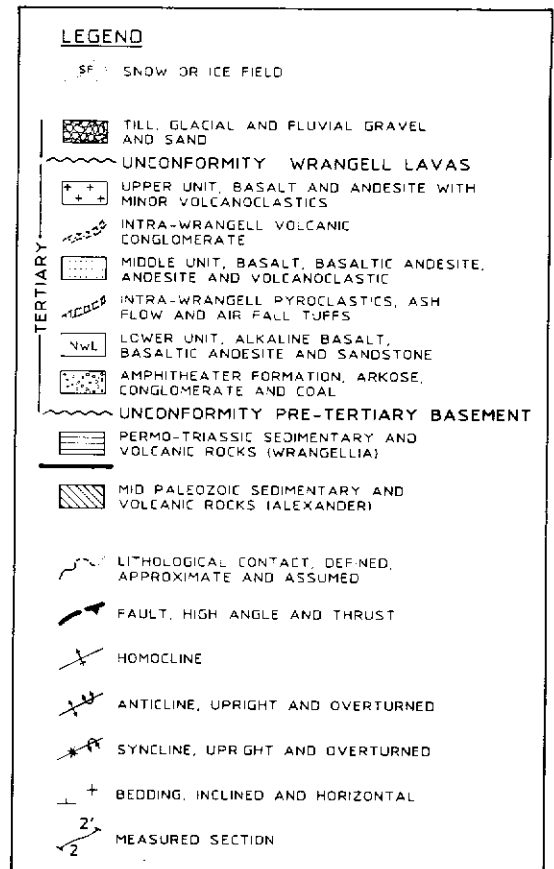 LEGEND
SF SNOW OR ICE FIELD
TILL, GLACIAL AND FLUVIAL GRAVEL
AND SAND
UNCONFORMITY WRANGELL LAVAS
UPPER UNIT, BASALT AND ANDESITE WITH
MINOR VOLCANOCLASTICS
INTRA-WRANGELL VOLCANIC
CONGLOMERATE
MIDDLE UNIT, BASALT, BASALTIC ANDESITE,
ANDESITE AND VOLCANOCLASTIC
INTRA-WRANGELL PYROCLASTICS, ASH
FLOW AND AIR FALL TUFFS
NwL LOWER UNIT, ALKALINE BASALT,
BASALTIC ANDESITE AND SANDSTONE
AMPHITHEATER FORMATION, ARKOSE,
CONGLOMERATE AND COAL
TERTIARY
UNCONFORMITY PRE-TERTIARY BASEMENT
PERMO-TRIASSIC SEDIMENTARY AND
VOLCANIC ROCKS (WRANGELLIA)
MID PALEOZOIC SEDIMENTARY AND
VOLCANIC ROCKS (ALEXANDER)
LITHOLOGICAL CONTACT, DEFINED,
APPROXIMATE AND ASSUMED
FAULT, HIGH ANGLE AND THRUST
HOMOCLINE
ANTICLINE, UPRIGHT AND OVERTURNED
SYNCLINE, UPRIGHT AND OVERTURNED
BEDDING, INCLINED AND HORIZONTAL
2'
2 MEASURED SECTION